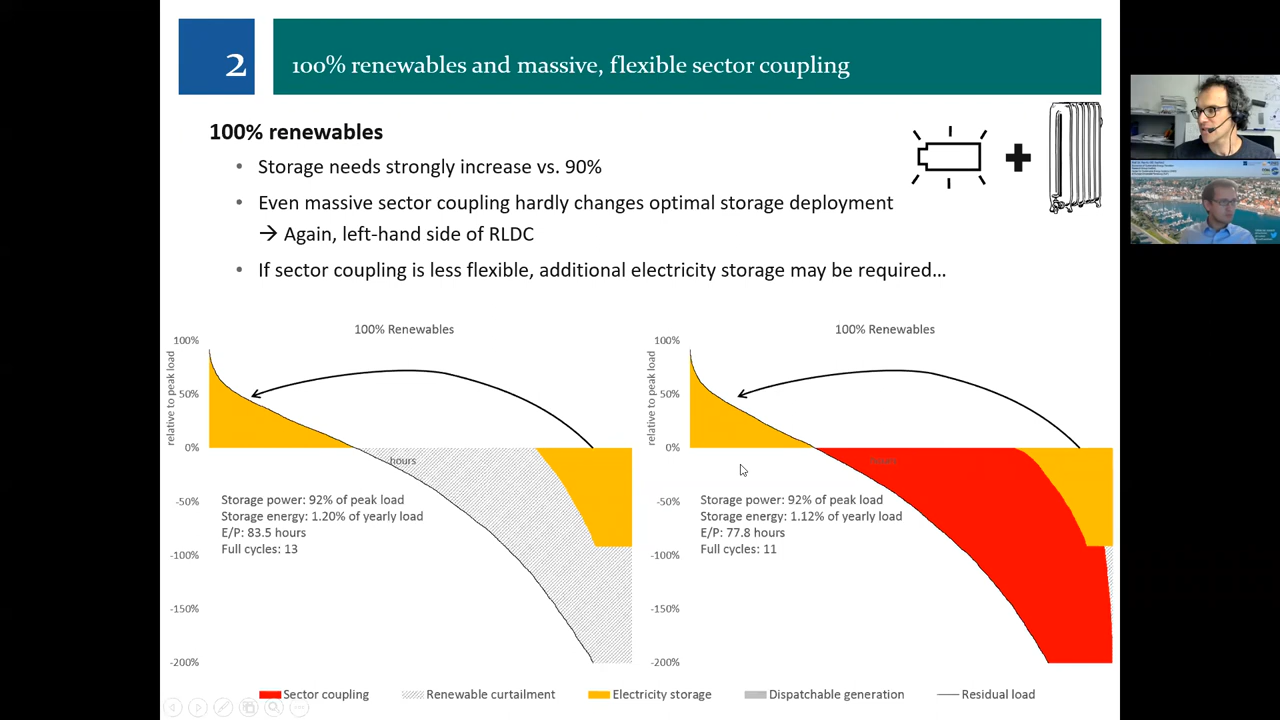 2
100% renewables and massive, flexible sector coupling
100% renewables
• Storage needs strongly increase vs. 90%
• Even massive sector coupling hardly changes optimal storage deployment
→ Again, left-hand side of RLDC
• If sector coupling is less flexible, additional electricity storage may be required…
100% Renewables
relative to peak load
100%
50%
0%
-50%
-100%
-150%
-200%
hours
Storage power: 92% of peak load
Storage energy: 1.20% of yearly load
E/P: 83.5 hours
Full cycles: 13
100% Renewables
relative to peak load
100%
50%
0%
-50%
-100%
-150%
-200%
hours
Storage power: 92% of peak load
Storage energy: 1.12% of yearly load
E/P: 77.8 hours
Full cycles: 11
Sector coupling
Renewable curtailment
Electricity storage
Dispatchable generation
Residual load